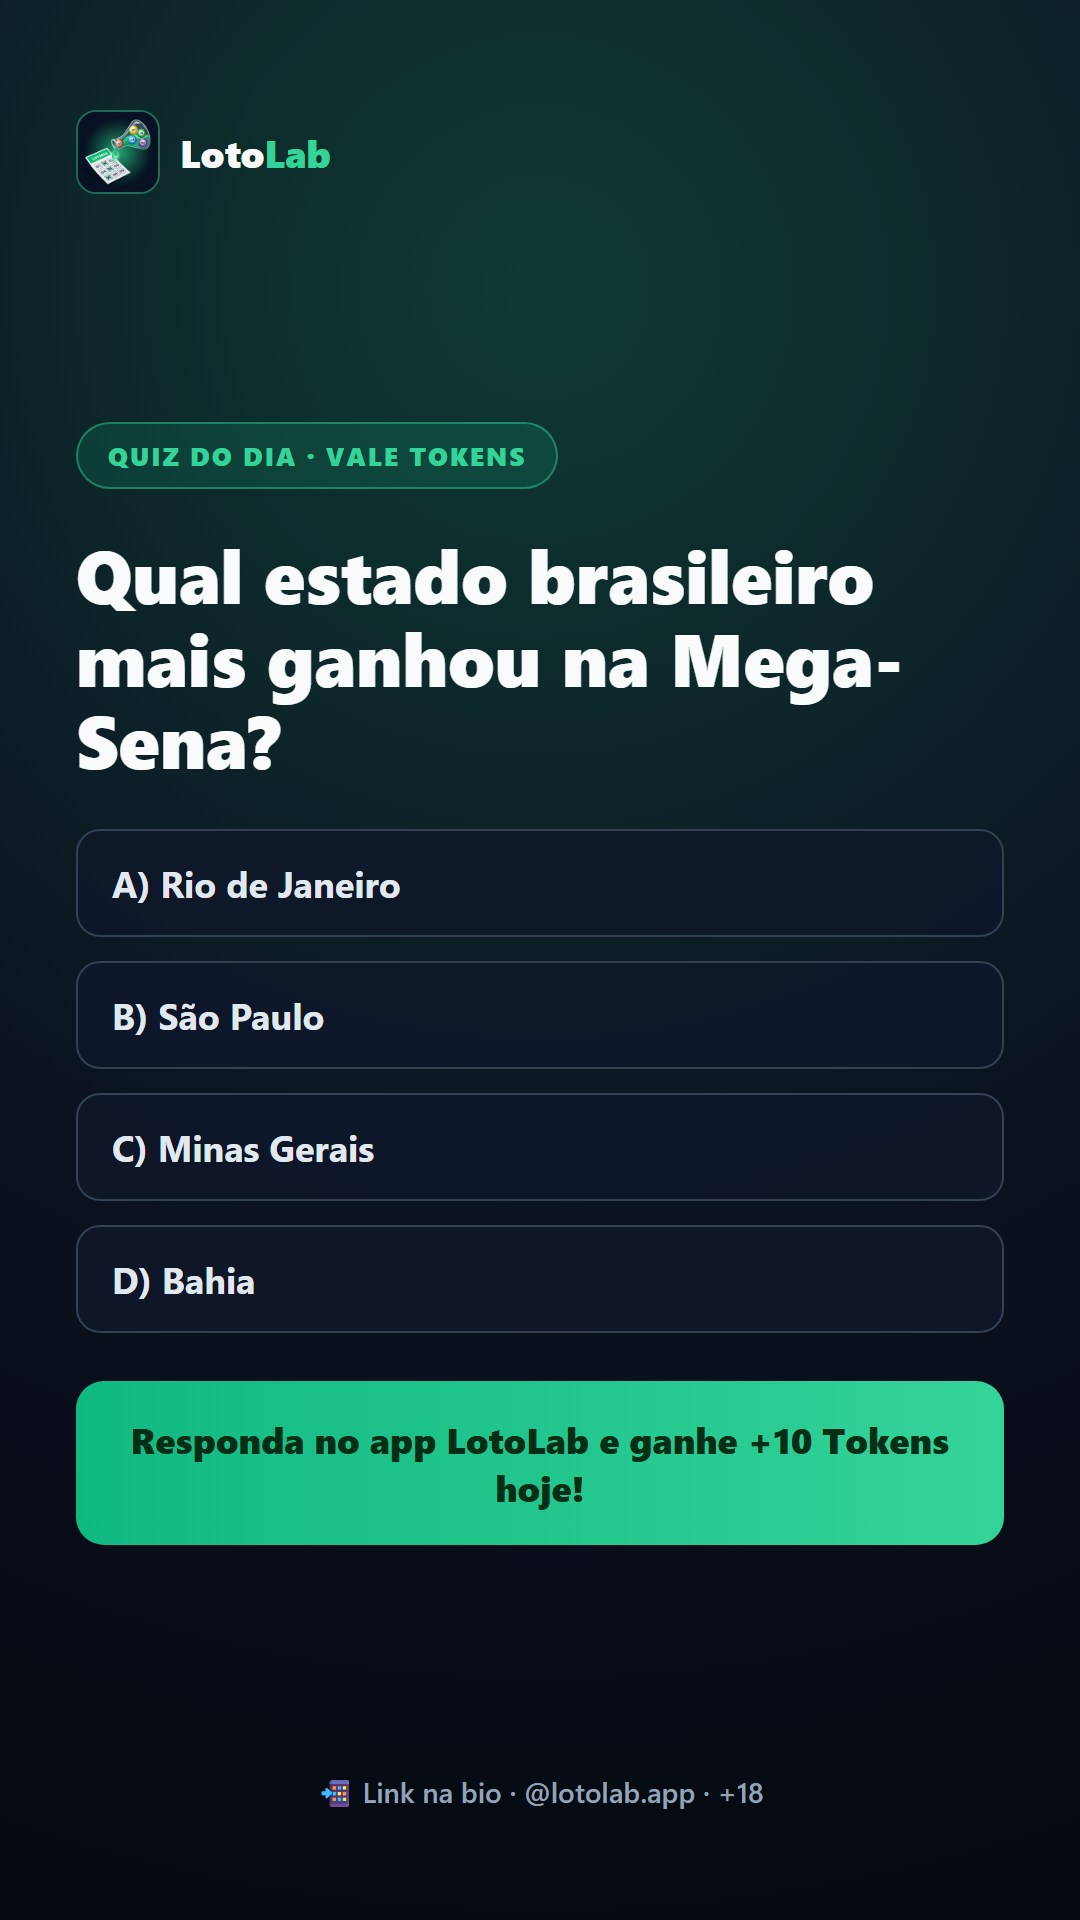 LotoLab
QUIZ DO DIA · VALE TOKENS
Qual estado brasileiro
mais ganhou na Mega-
Sena?
A) Rio de Janeiro
B) São Paulo
C) Minas Gerais
D) Bahia
Responda no app LotoLab e ganhe +10 Tokens
hoje!
Link na bio · @lotolab.app · +18